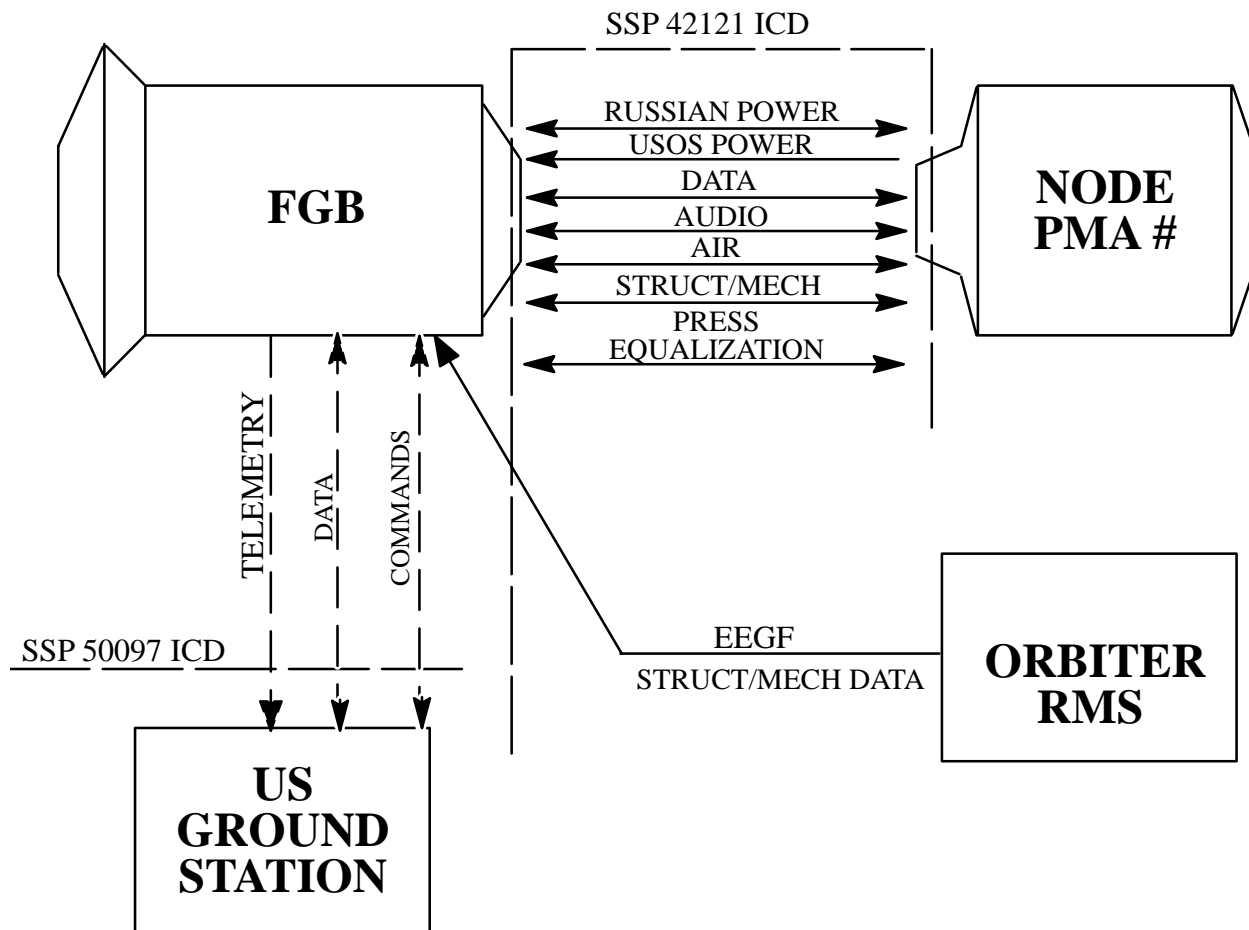 SSP 42121 ICD
RUSSIAN POWER
USOS POWER
DATA
AUDIO
AIR
STRUCT/MECH
PRESS
EQUALIZATION
FGB
NODE
PMA #
TELEMETRY
DATA
COMMANDS
SSP 50097 ICD
EEGF
STRUCT/MECH DATA
ORBITER
RMS
US
GROUND
STATION